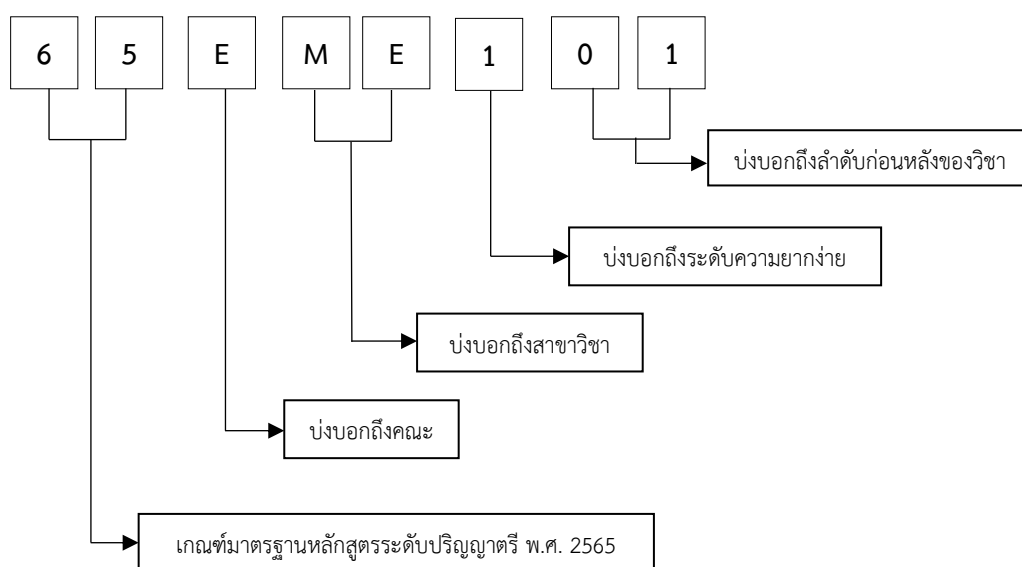 6 5 E M E 1 0 1
บ่งบอกถึงลำดับก่อนหลังของวิชา
บ่งบอกถึงระดับความยากง่าย
บ่งบอกถึงสาขาวิชา
บ่งบอกถึงคณะ
เกณฑ์มาตรฐานหลักสูตรระดับปริญญาตรี พ.ศ. 2565